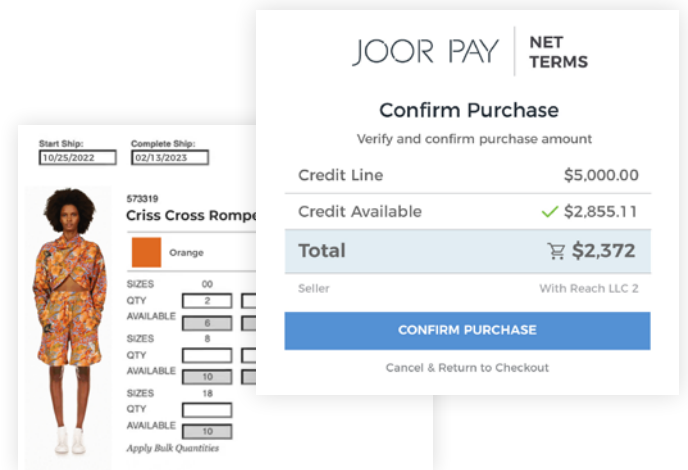 JOOR PAY
NET
TERMS
Confirm Purchase
Verify and confirm purchase amount
Credit Line $5,000.00
Credit Available $2,855.11
Total $2,372
Seller With Reach LLC 2
CONFIRM PURCHASE
Cancel & Return to Checkout
Start Ship: Complete Ship:
10/25/2022 02/13/2023
573319
Criss Cross Rompe
Orange
SIZES 00
QTY 2
AVAILABLE 6
SIZES 8
QTY
AVAILABLE 10
SIZES 18
QTY
AVAILABLE 10
Apply Bulk Quantities